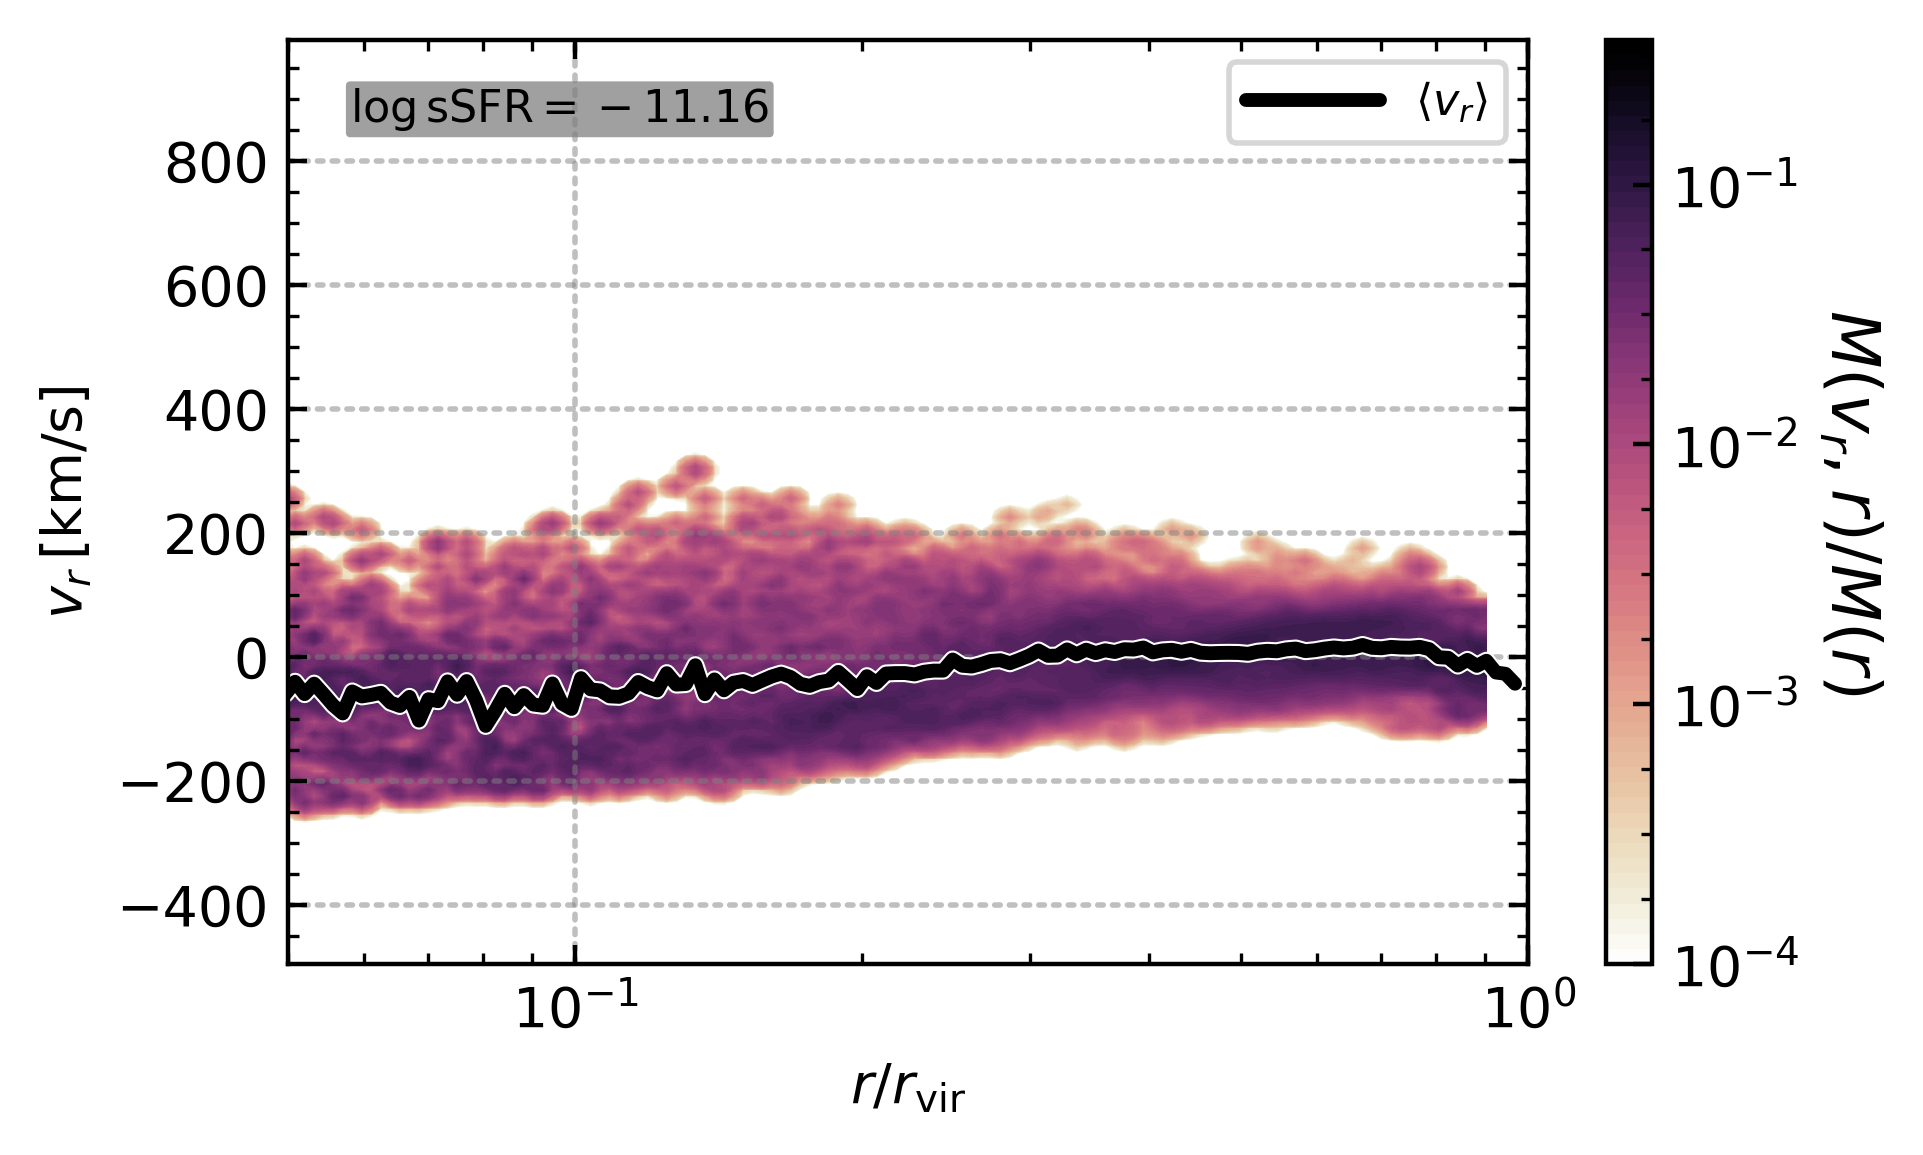 log sSFR = −11.16
⟨v_r⟩
800
600
400
200
0
−200
−400
v_r [km/s]
10^−1
10^0
r/r_vir
10^−1
10^−2
10^−3
10^−4
M(v_r, r)/M(r)